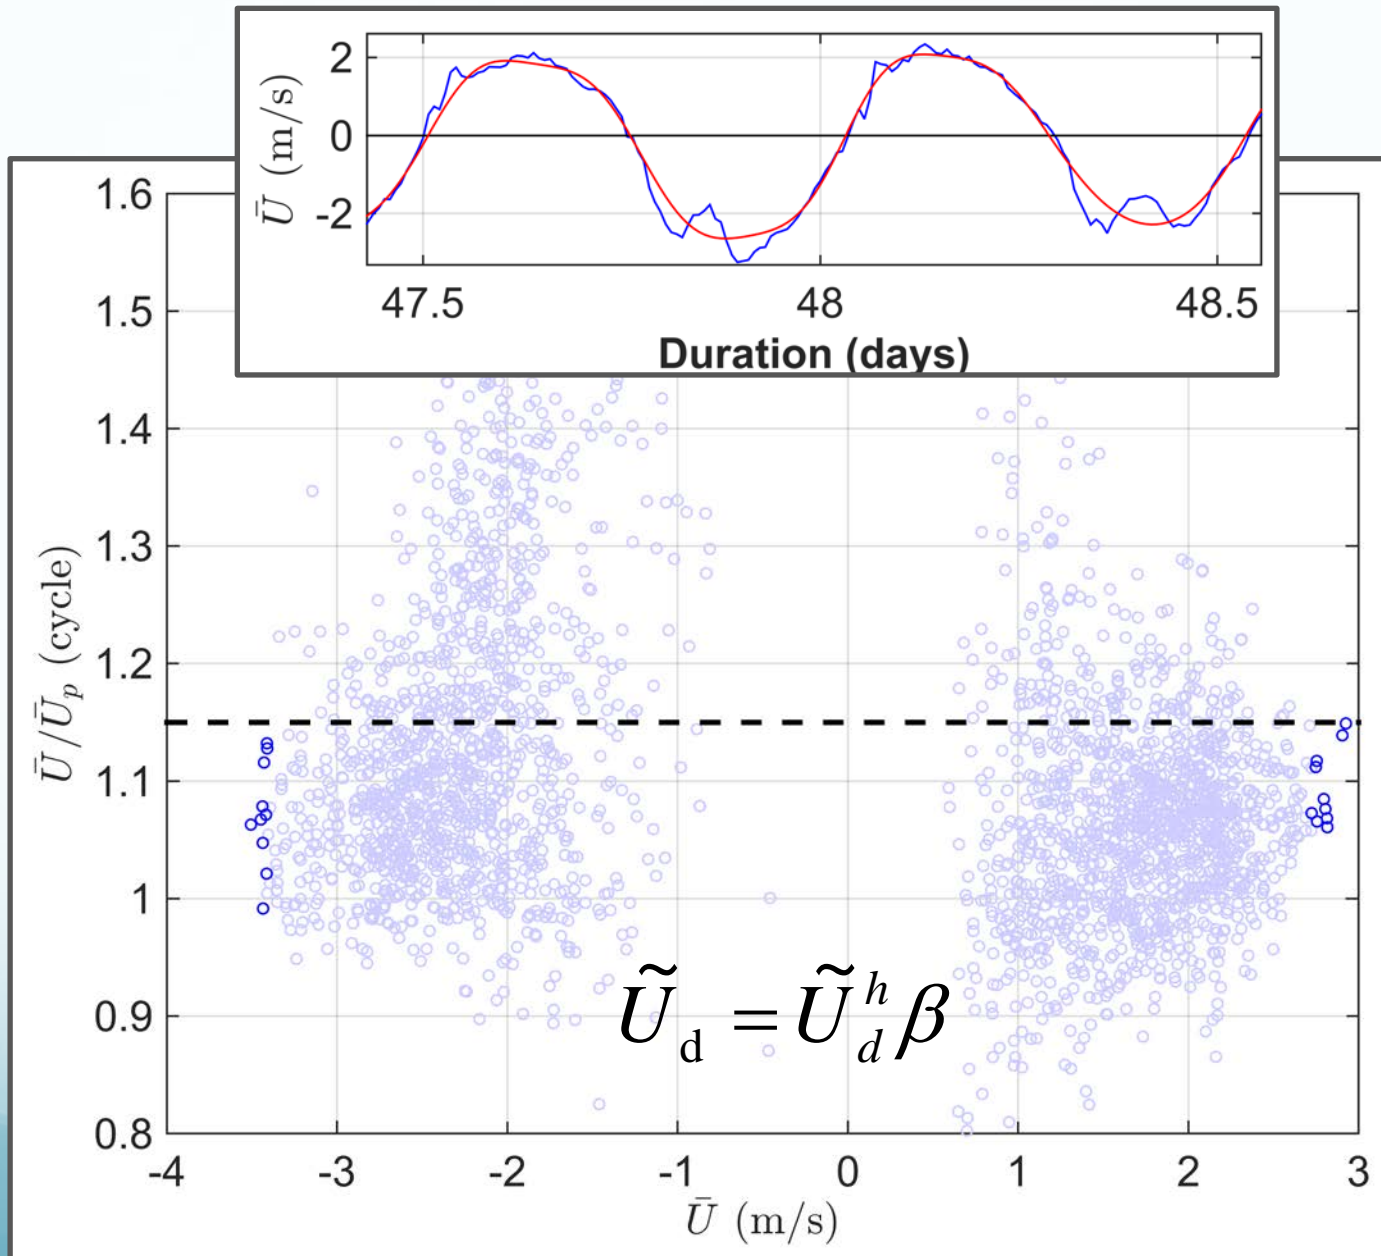 2
0
-2
Ū (m/s)
47.5 48 48.5
Duration (days)
1.6
1.5
1.4
1.3
1.2
1.1
1
0.9
0.8
Ū/Ūₚ (cycle)
Ũ_d = Ũ_d^h β
-4 -3 -2 -1 0 1 2 3
Ū (m/s)